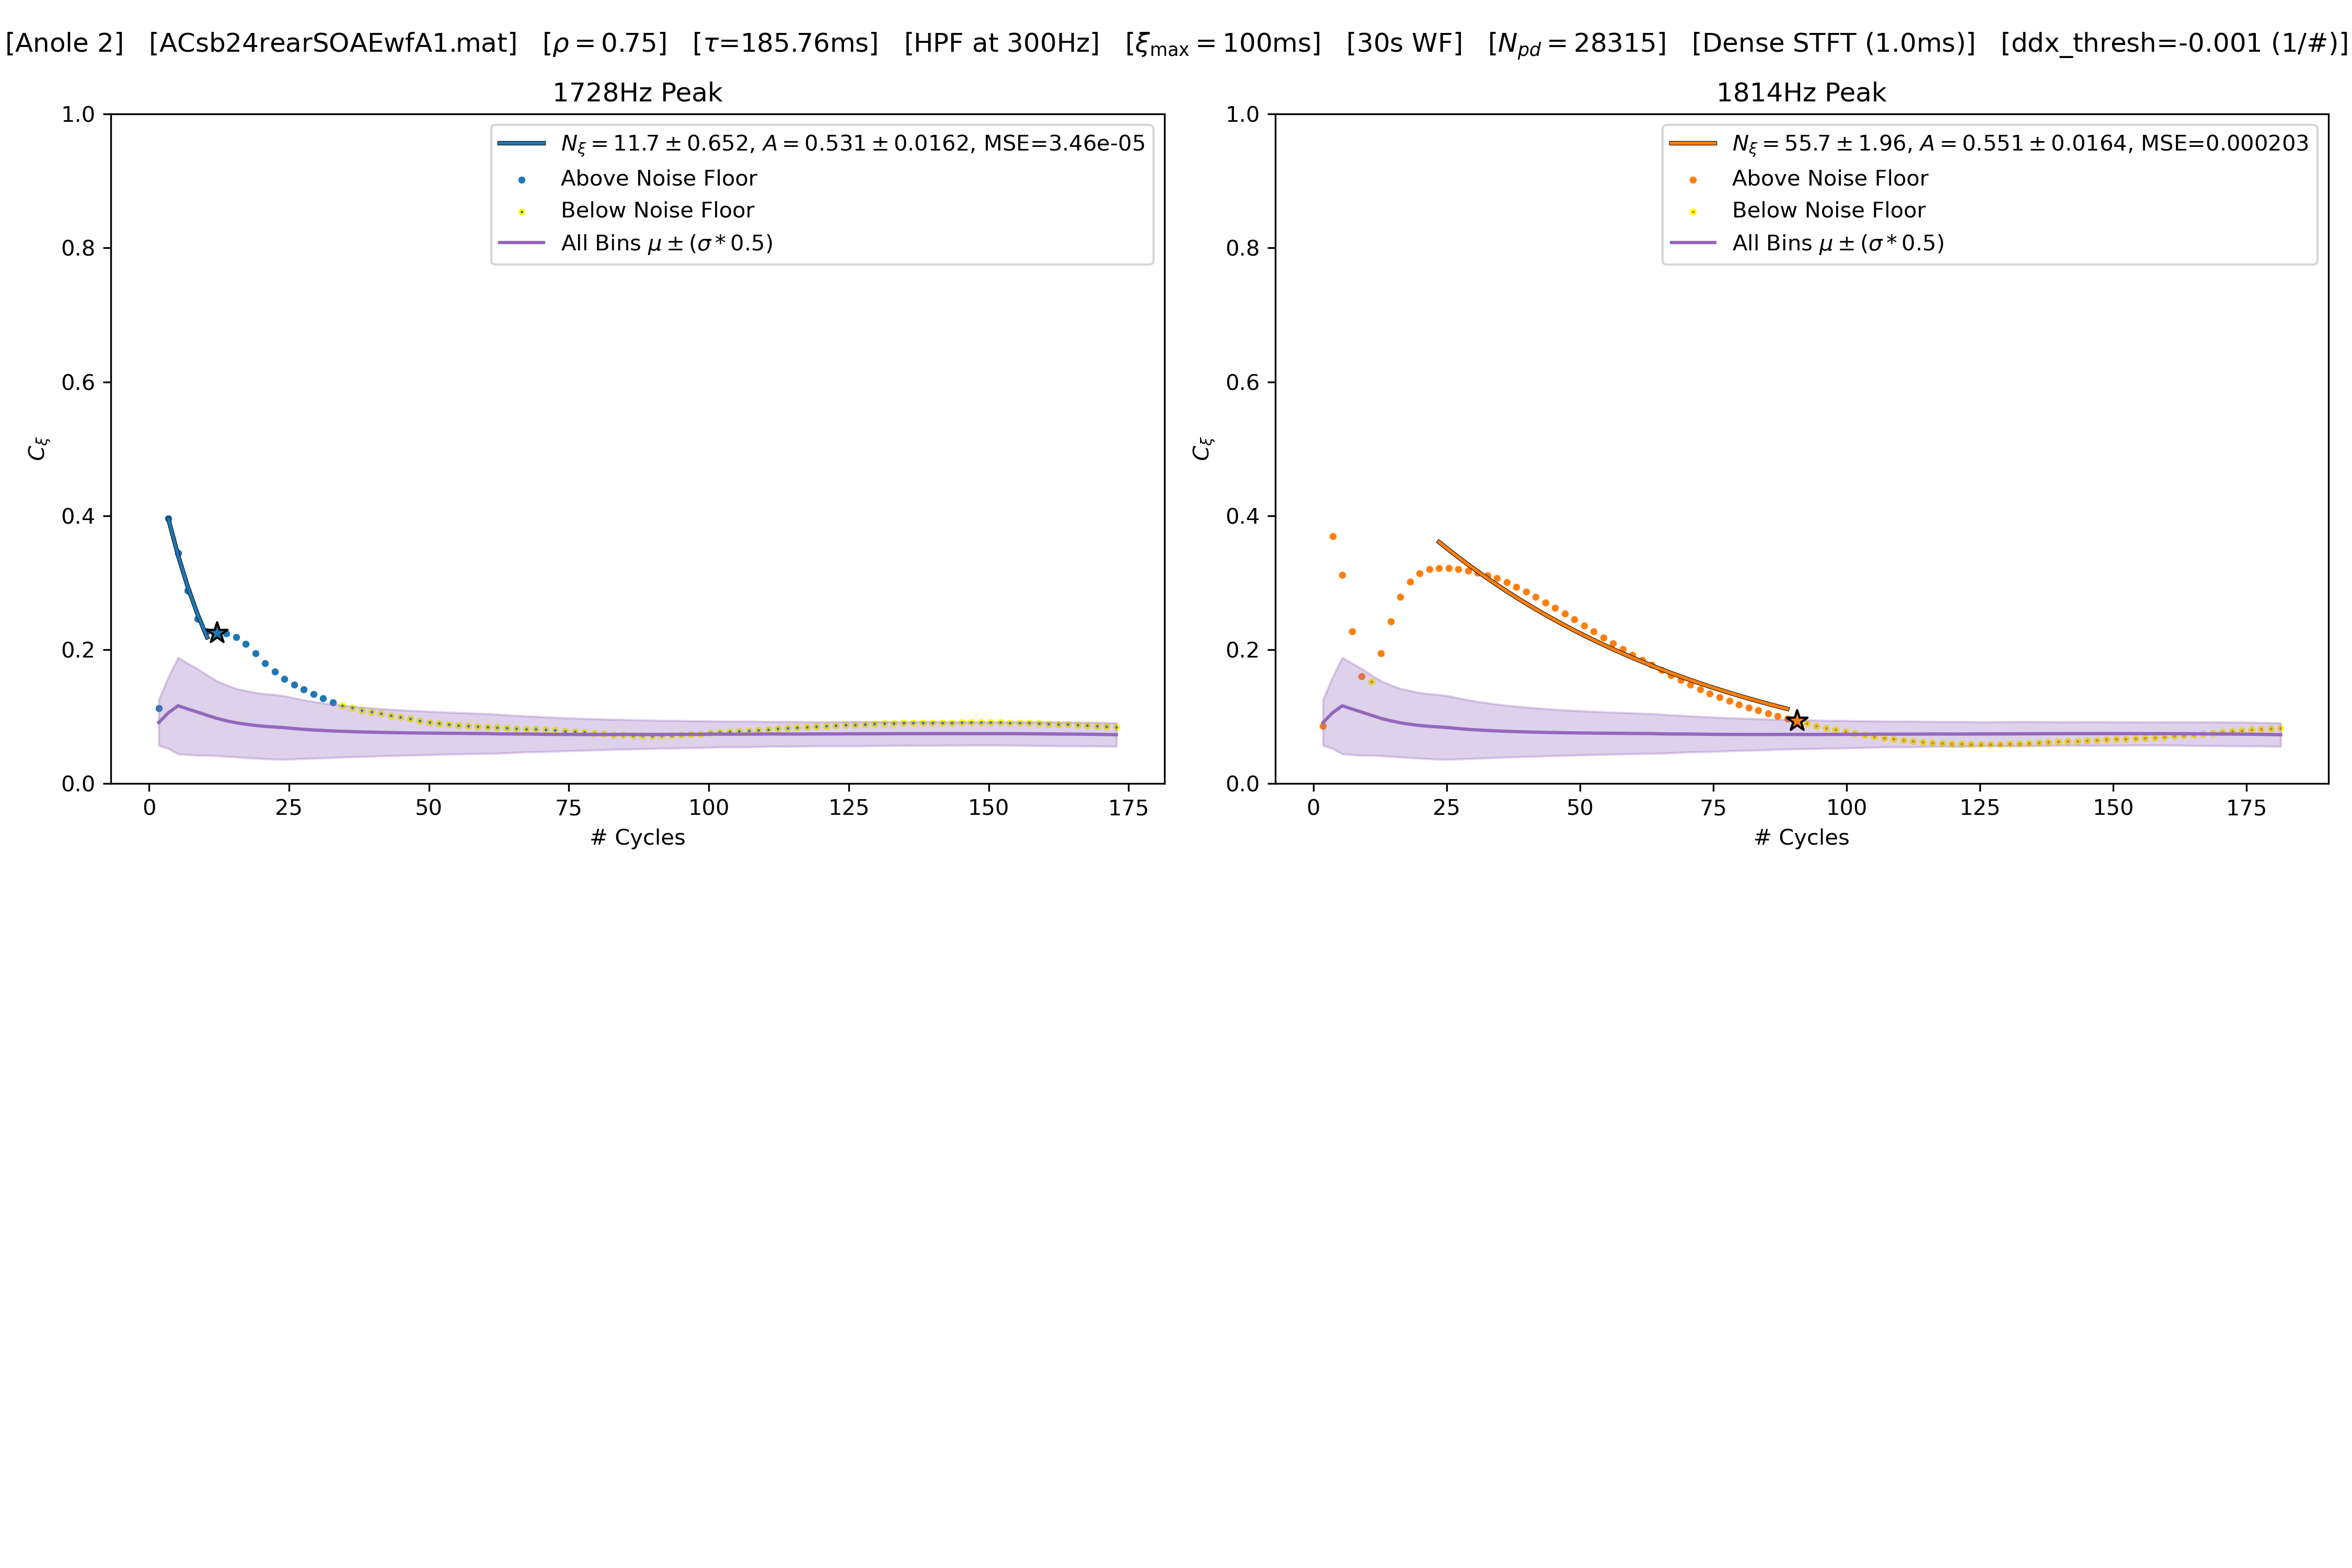 [Anole 2]   [ACsb24rearSOAEwfA1.mat]   [ρ = 0.75]   [τ=185.76ms]   [HPF at 300Hz]   [ξmax = 100ms]   [30s WF]   [Npd = 28315]   [Dense STFT (1.0ms)]   [ddx_thresh=-0.001 (1/#)]
1728Hz Peak
Nξ = 11.7 ± 0.652, A = 0.531 ± 0.0162, MSE=3.46e-05
Above Noise Floor
Below Noise Floor
All Bins μ ± (σ * 0.5)
1.0
0.8
0.6
0.4
0.2
0.0
Cξ
0 25 50 75 100 125 150 175
# Cycles
1814Hz Peak
Nξ = 55.7 ± 1.96, A = 0.551 ± 0.0164, MSE=0.000203
Above Noise Floor
Below Noise Floor
All Bins μ ± (σ * 0.5)
1.0
0.8
0.6
0.4
0.2
0.0
Cξ
0 25 50 75 100 125 150 175
# Cycles